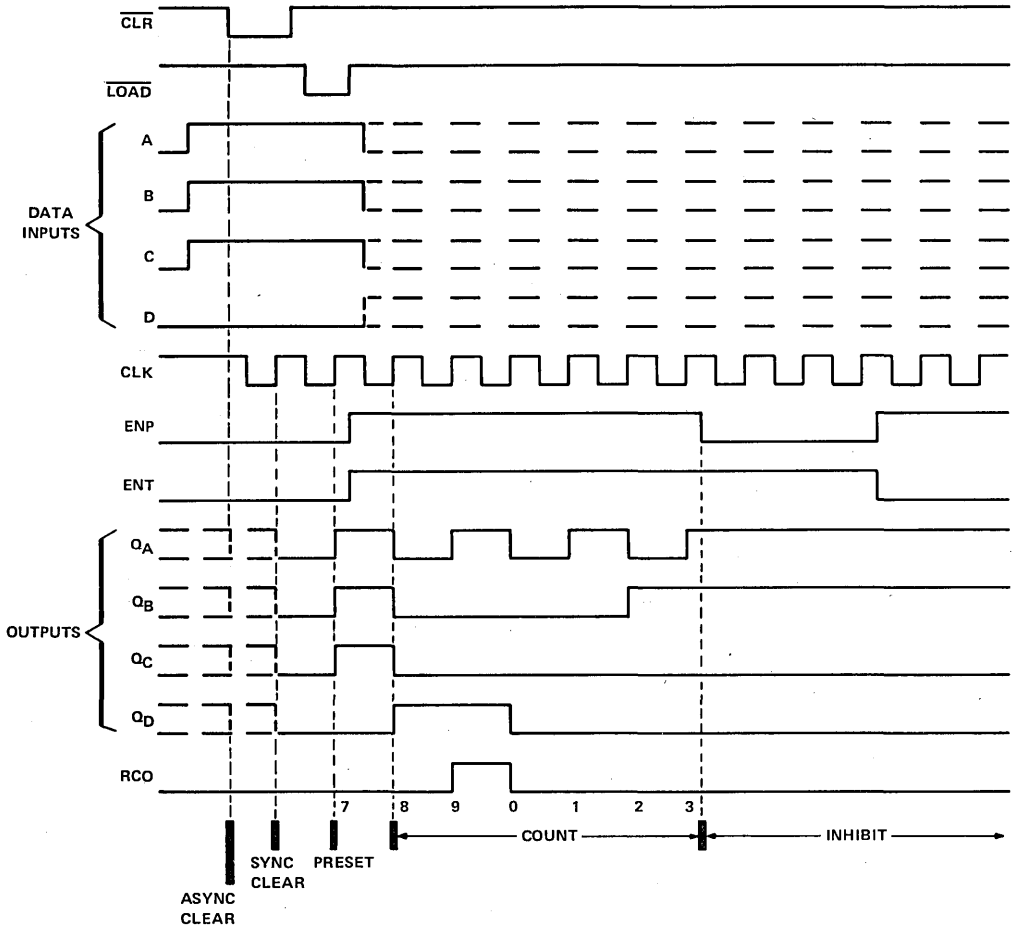 CLR
LOAD
A
B
DATA
INPUTS
C
D
CLK
ENP
ENT
QA
QB
OUTPUTS
QC
QD
RCO
7 8 9 0 1 2 3
COUNT INHIBIT
SYNC
CLEAR
PRESET
ASYNC
CLEAR